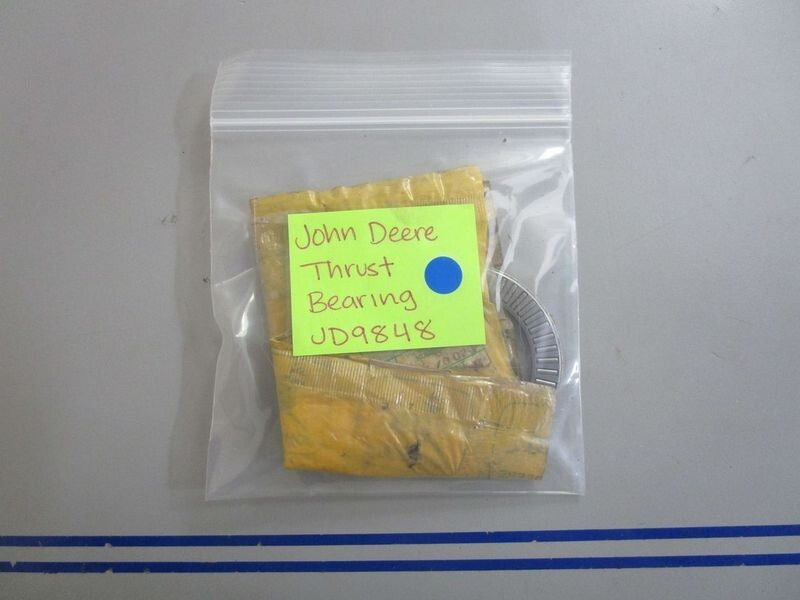 John Deere
Thrust
Bearing
JD9848